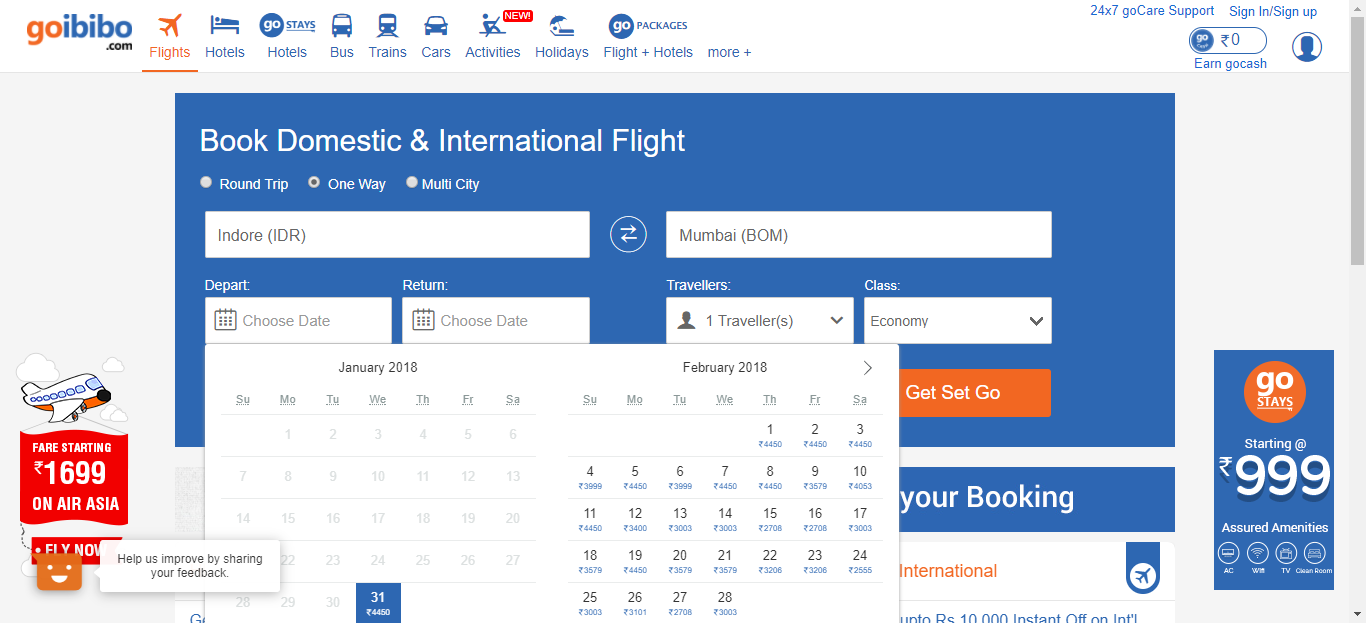 goibibo
.com
Flights
Hotels
go STAYS
Hotels
Bus
Trains
Cars
NEW!
Activities
Holidays
go PACKAGES
Flight + Hotels
more +
24x7 goCare Support
Sign In/Sign up
go ₹0
Earn gocash
Book Domestic & International Flight
Round Trip One Way Multi City
Indore (IDR)
Mumbai (BOM)
Depart:
Return:
Travellers:
Class:
Choose Date
Choose Date
1 Traveller(s)
Economy
Get Set Go
January 2018
Su Mo Tu We Th Fr Sa
1 2 3 4 5 6
7 8 9 10 11 12 13
14 15 16 17 18 19 20
22 23 24 25 26 27
28 29 30 31
₹4450
February 2018
Su Mo Tu We Th Fr Sa
1 2 3
₹4450 ₹4450 ₹4450
4 5 6 7 8 9 10
₹3999 ₹4450 ₹3999 ₹4450 ₹4450 ₹3579 ₹4053
11 12 13 14 15 16 17
₹4450 ₹3400 ₹3003 ₹3003 ₹2708 ₹2708 ₹3003
18 19 20 21 22 23 24
₹3579 ₹4450 ₹3579 ₹3579 ₹3206 ₹3206 ₹2555
25 26 27 28
₹3003 ₹3101 ₹2708 ₹3003
FARE STARTING
₹1699
ON AIR ASIA
• FLY NOW
Help us improve by sharing
your feedback.
your Booking
International
Ge
upto Rs 10,000 Instant Off on Int'l
go
STAYS
Starting @
₹999
Assured Amenities
AC Wifi TV Clean Room